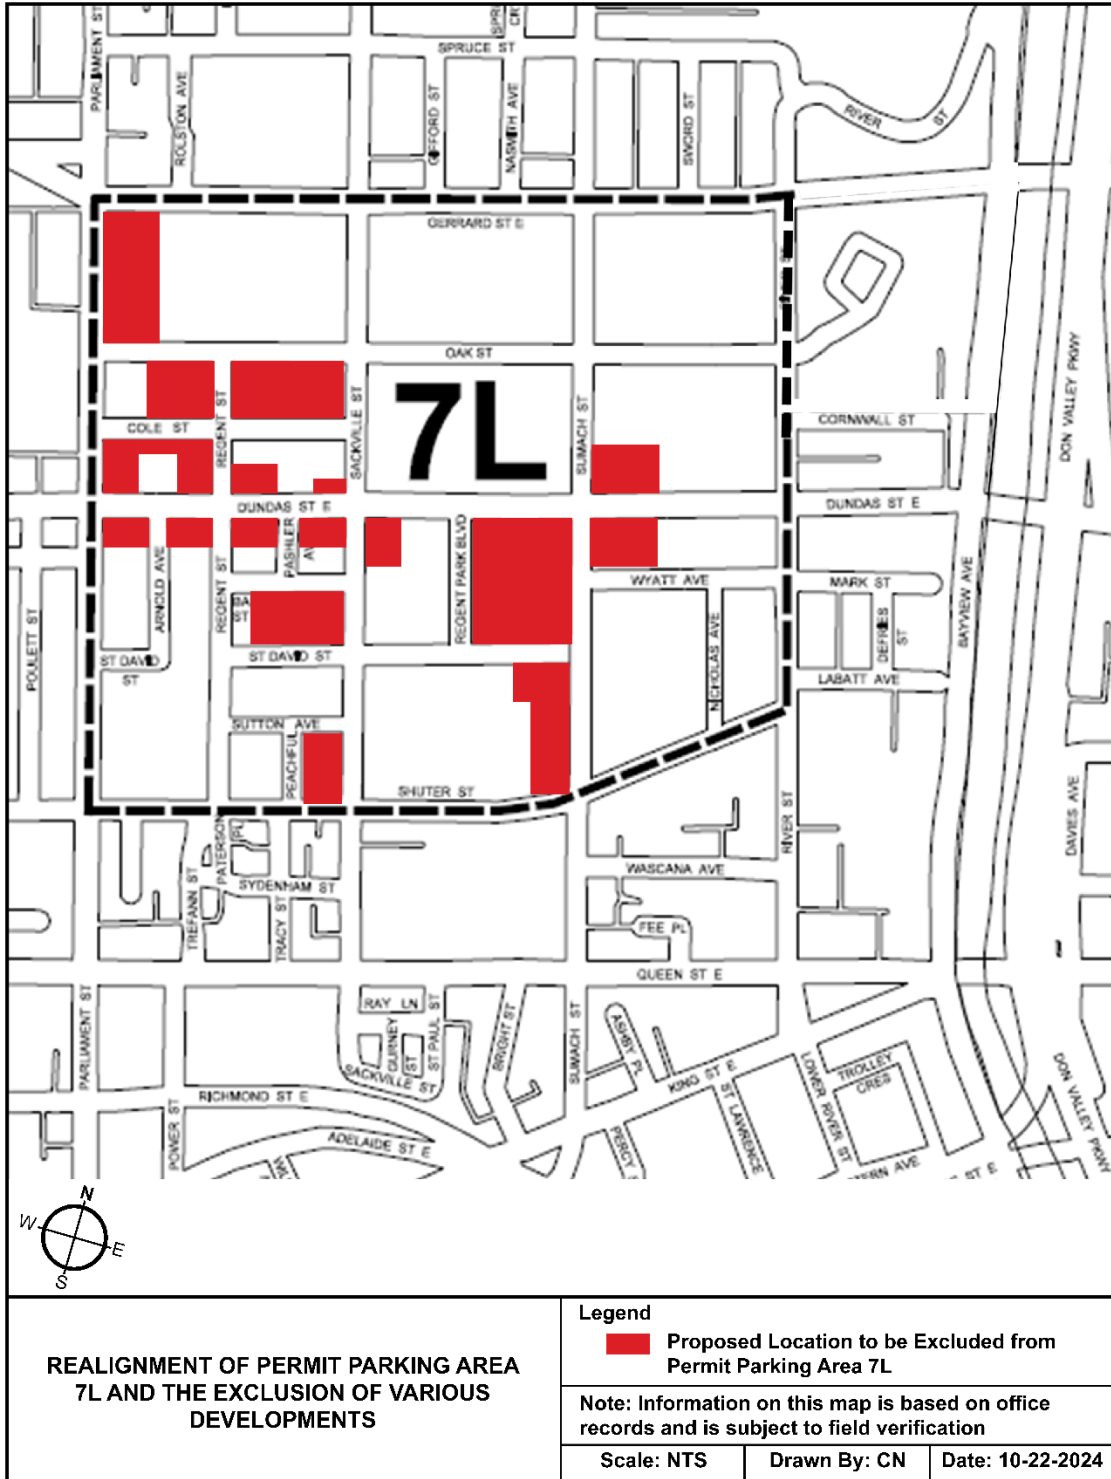 SPRUCE ST
PARLIAMENT ST
ROLSTON AVE
GIFFORD ST
NASMITH AVE
SWORD ST
RIVER
ST
GERRARD ST E
OAK ST
7L
REGENT ST
SACKVILLE ST
SUMACH ST
COLE ST
CORNWALL ST
DON VALLEY PKWY
DUNDAS ST E
DUNDAS ST E
ARNOLD AVE
REGENT ST
PASHLER
REGENT PARK BLVD
WYATT AVE
MARK ST
BAYVIEW AVE
POULETT ST
ST DAVID
ST
ST DAVID ST
NICHOLAS AVE
DEFRIES
ST
LABATT AVE
SUTTON AVE
PEACHFUL
SHUTER ST
RIVER ST
DAVIES AVE
PATERSON
PL
TREFANN ST
SYDENHAM ST
TRACY ST
WASCANA AVE
FEE PL
QUEEN ST E
PARLIAMENT ST
RAY LN
GURNEY
ST
ST PAUL ST
BRIGHT ST
SUMACH ST
ASHBY PL
SACKVILLE ST
KING ST E
LOWER RIVER ST
TROLLEY
CRES
DON VALLEY PKWY
RICHMOND ST E
POWER ST
ADELAIDE ST E
PERCY
ST LAWRENCE
ST E
N
W
E
S
REALIGNMENT OF PERMIT PARKING AREA
7L AND THE EXCLUSION OF VARIOUS
DEVELOPMENTS
Legend
Proposed Location to be Excluded from
Permit Parking Area 7L
Note: Information on this map is based on office
records and is subject to field verification
Scale: NTS
Drawn By: CN
Date: 10-22-2024